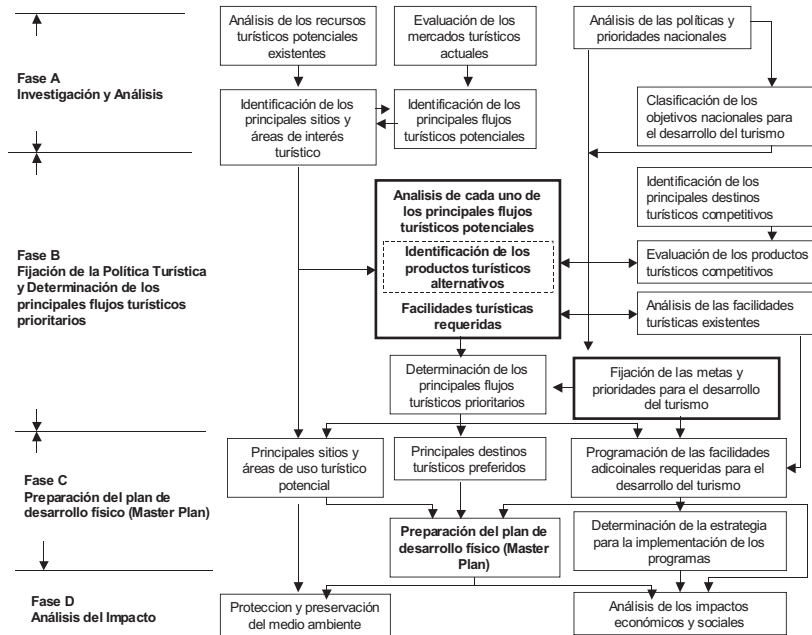 Análisis de los recursos
turísticos potenciales
existentes
Evaluación de los
mercados turísticos
actuales
Análisis de las políticas y
prioridades nacionales
Fase A
Investigación y Análisis
Identificación de los
principales sitios y
áreas de interés
turístico
Identificación de los
principales flujos
turísticos potenciales
Clasificación de los
objetivos nacionales para
el desarrollo del turismo
Fase B
Fijación de la Política Turística
y Determinación de los
principales flujos turísticos
prioritarios
Analisis de cada uno de
los principales flujos
turísticos potenciales
Identificación de los
productos turísticos
alternativos
Facilidades turísticas
requeridas
Identificación de los
principales destinos
turísticos competitivos
Evaluación de los productos
turísticos competitivos
Análisis de las facilidades
turísticas existentes
Determinación de los
principales flujos
turísticos prioritarios
Fijación de las metas y
prioridades para el desarrollo
del turismo
Fase C
Preparación del plan de
desarrollo físico (Master Plan)
Principales sitios y
áreas de uso turístico
potencial
Principales destinos
turísticos preferidos
Programación de las facilidades
adicoinales requeridas para el
desarrollo del turismo
Preparación del plan de
desarrollo físico (Master
Plan)
Determinación de la estrategia
para la implementación de los
programas
Fase D
Análisis del Impacto
Proteccion y preservación
del medio ambiente
Análisis de los impactos
económicos y sociales